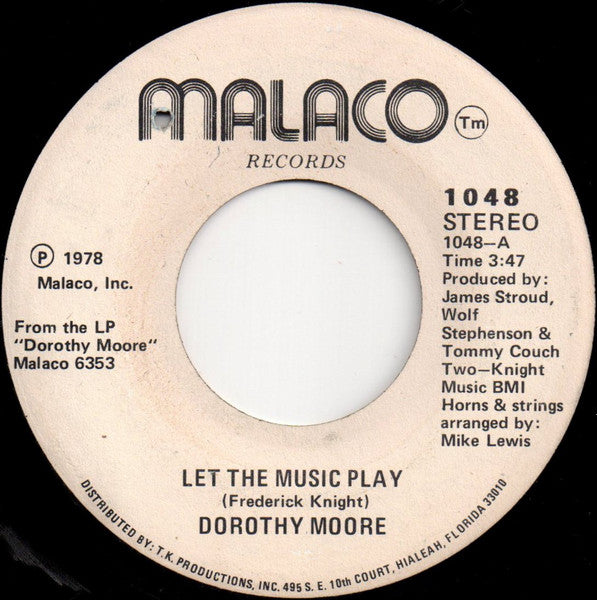 MALACO Tm
RECORDS
1048
STEREO
1048–A
Time 3:47
Produced by:
James Stroud,
Wolf
Stephenson &
Tommy Couch
Two–Knight
Music BMI
Horns & strings
arranged by:
Mike Lewis
P 1978
Malaco, Inc.
From the LP
"Dorothy Moore"
Malaco 6353
LET THE MUSIC PLAY
(Frederick Knight)
DOROTHY MOORE
DISTRIBUTED BY: T.K. PRODUCTIONS, INC. 495 S. E. 10th COURT, HIALEAH, FLORIDA 33010